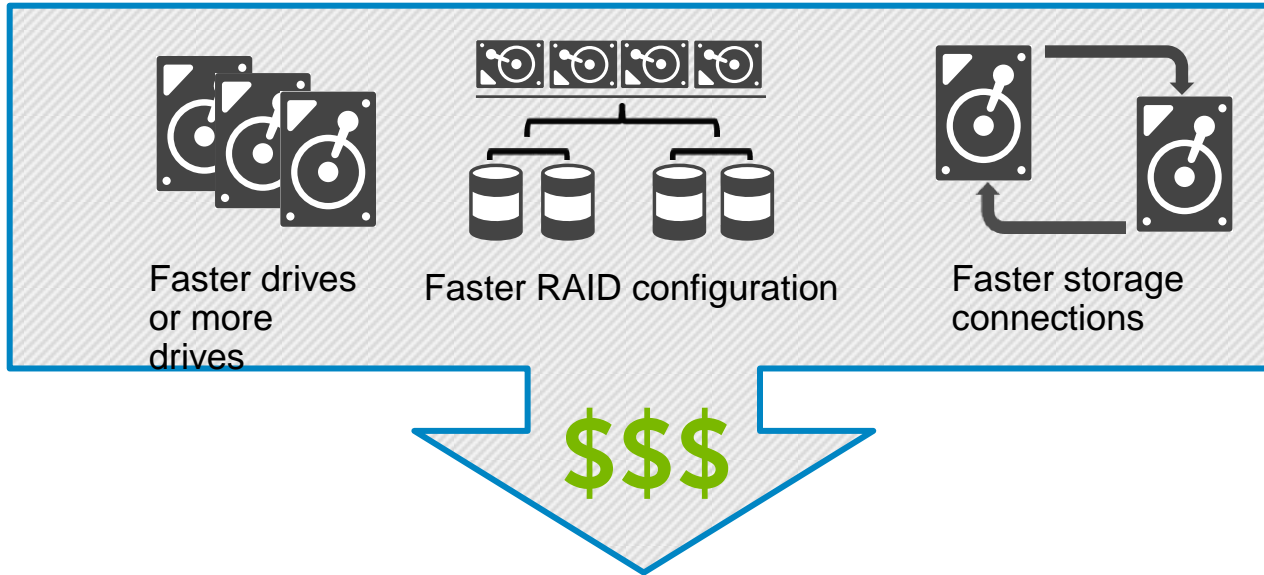 Faster drives
or more
drives
Faster RAID configuration
Faster storage
connections
$$$